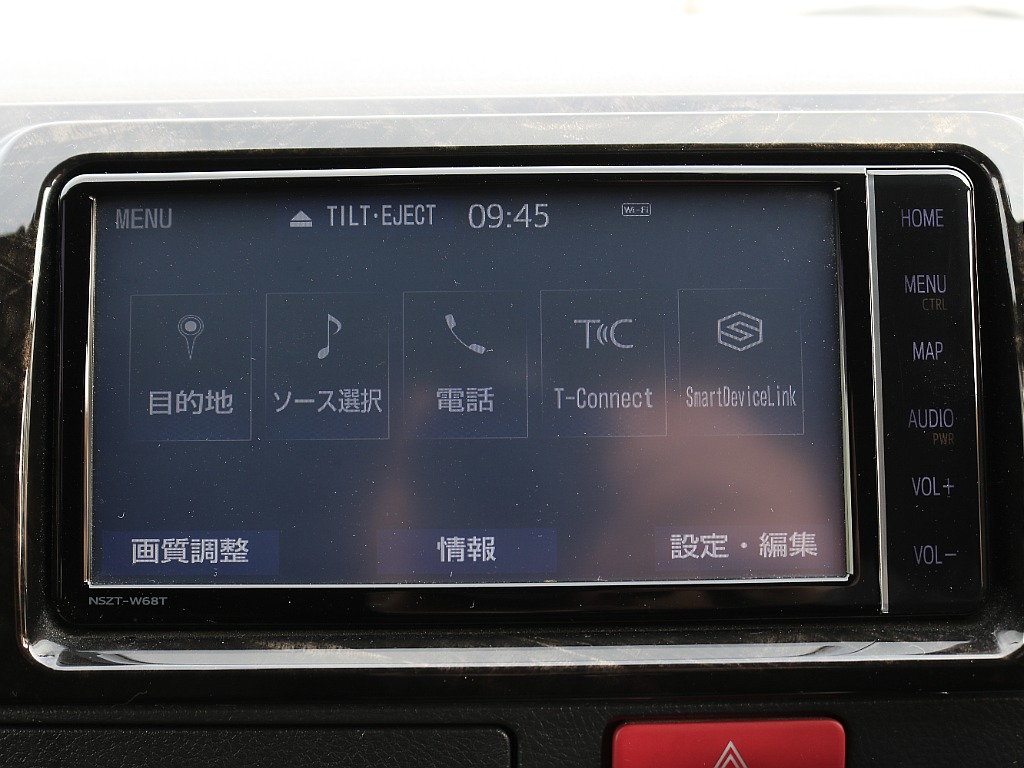 MENU
TILT·EJECT
09:45
Wi-Fi
目的地
ソース選択
電話
TC
T-Connect
SmartDeviceLink
画質調整
情報
設定・編集
NSZT-W68T
HOME
MENU
CTRL
MAP
AUDIO
PWR
VOL+
VOL−